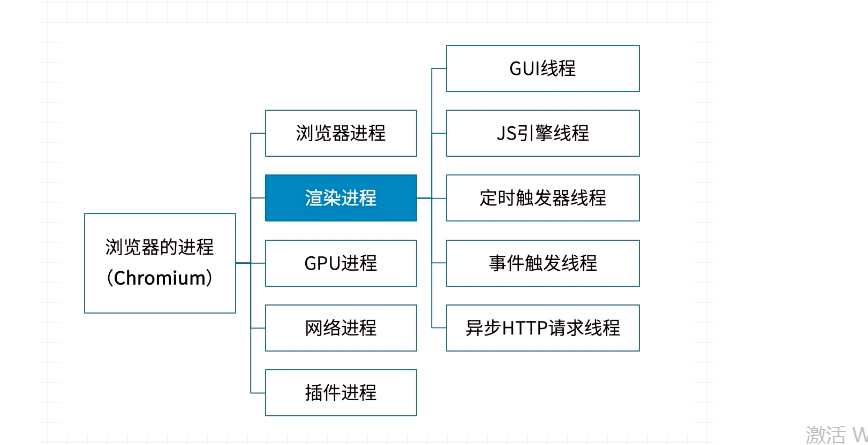 浏览器的进程
（Chromium）
浏览器进程
渲染进程
GPU进程
网络进程
插件进程
GUI线程
JS引擎线程
定时触发器线程
事件触发线程
异步HTTP请求线程
激活 W